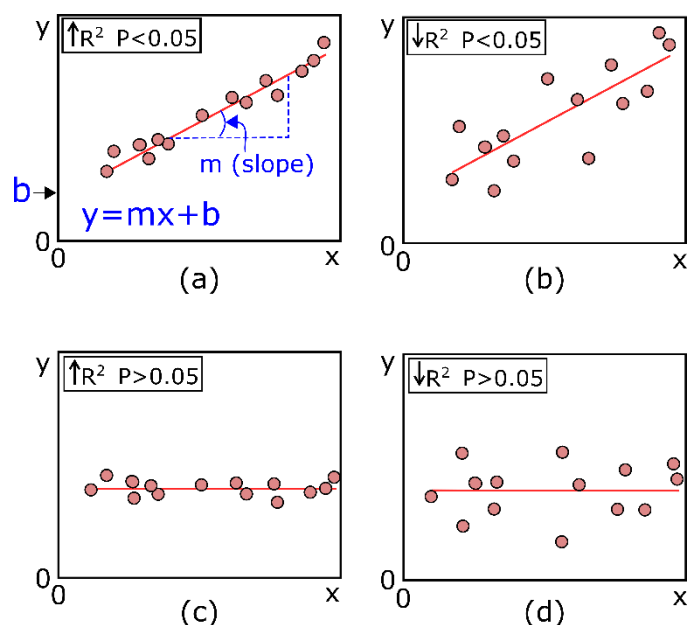 y
↑R² P<0.05
m (slope)
b
y=mx+b
0
0
x
(a)
y
↓R² P<0.05
0
0
x
(b)
y
↑R² P>0.05
0
0
x
(c)
y
↓R² P>0.05
0
0
x
(d)